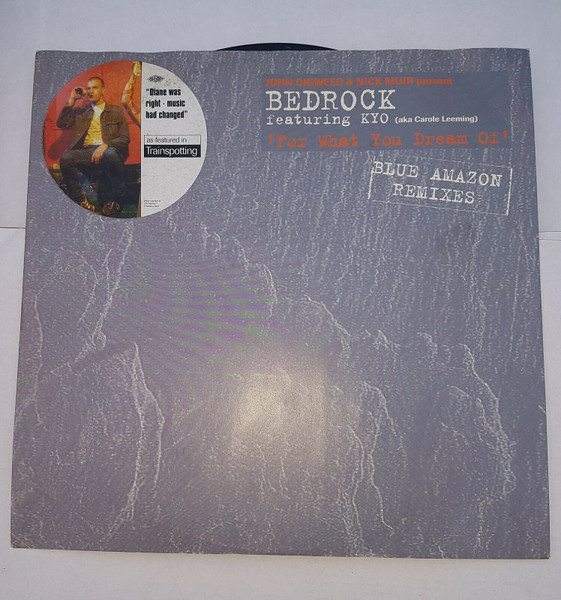 "Diane was
right - music
had changed"
as featured in
Trainspotting
JOHN DIGWEED & NICK MUIR presents
BEDROCK
featuring KYO (aka Carole Leeming)
'For what You Dream Of'
BLUE AMAZON
REMIXES